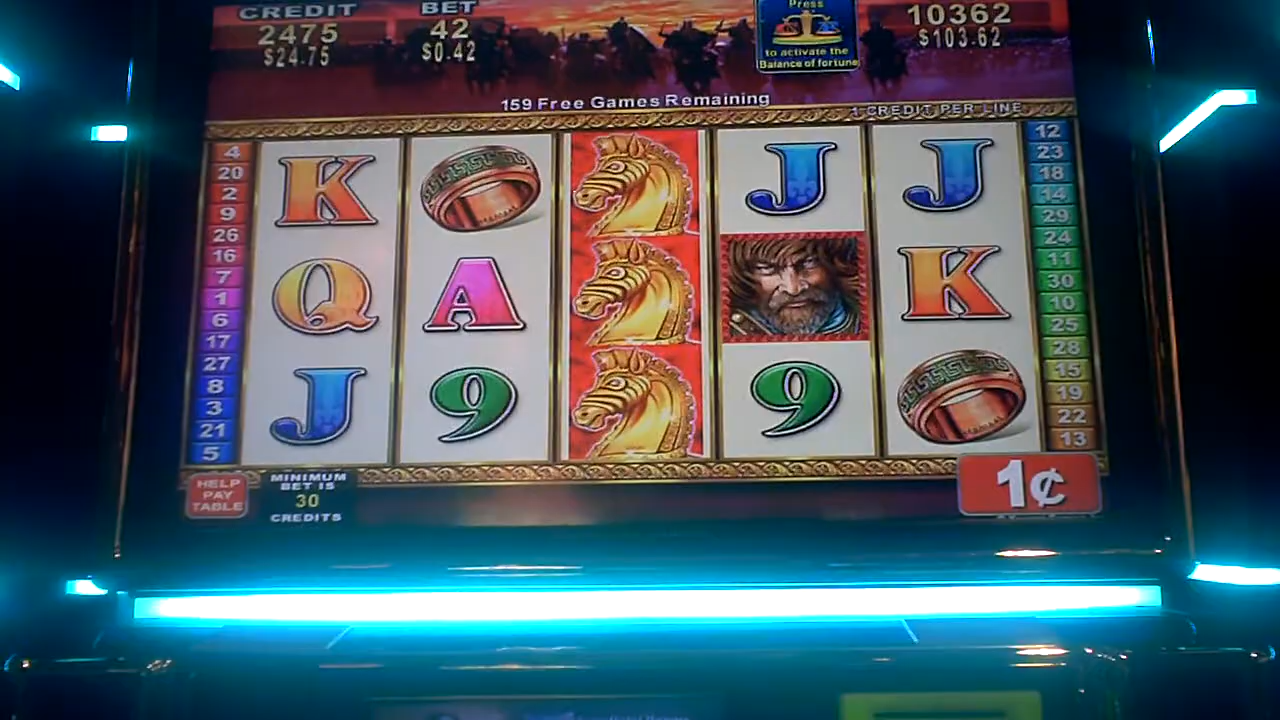 CREDIT
2475
$24.75
BET
42
$0.42
Press
to activate the
Balance of fortune
10362
$103.62
159 Free Games Remaining
1 CREDIT PER LINE
4
20
2
9
26
16
7
1
6
17
27
8
3
21
5
K
J
J
Q
A
K
J
9
9
12
23
18
14
29
24
11
30
10
25
28
15
19
22
13
HELP
PAY
TABLE
MINIMUM
BET IS
30
CREDITS
1¢